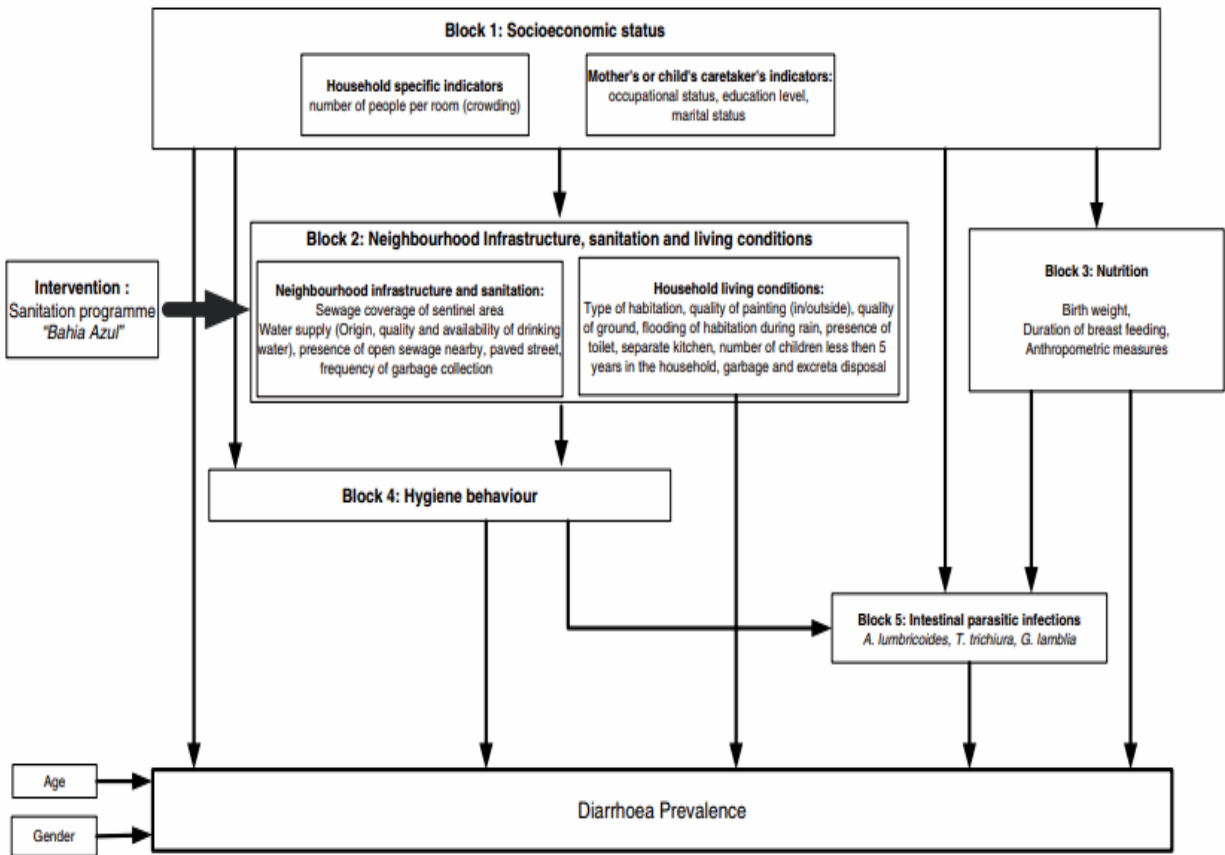 Block 1: Socioeconomic status
Household specific indicators
number of people per room (crowding)
Mother's or child's caretaker's indicators:
occupational status, education level,
marital status
Block 2: Neighbourhood Infrastructure, sanitation and living conditions
Intervention :
Sanitation programme
"Bahia Azul"
Neighbourhood infrastructure and sanitation:
Sewage coverage of sentinel area
Water supply (Origin, quality and availability of drinking
water), presence of open sewage nearby, paved street,
frequency of garbage collection
Household living conditions:
Type of habitation, quality of painting (in/outside), quality
of ground, flooding of habitation during rain, presence of
toilet, separate kitchen, number of children less then 5
years in the household, garbage and excreta disposal
Block 3: Nutrition
Birth weight,
Duration of breast feeding,
Anthropometric measures
Block 4: Hygiene behaviour
Block 5: Intestinal parasitic infections
A. lumbricoides, T. trichiura, G. lamblia
Age
Gender
Diarrhoea Prevalence